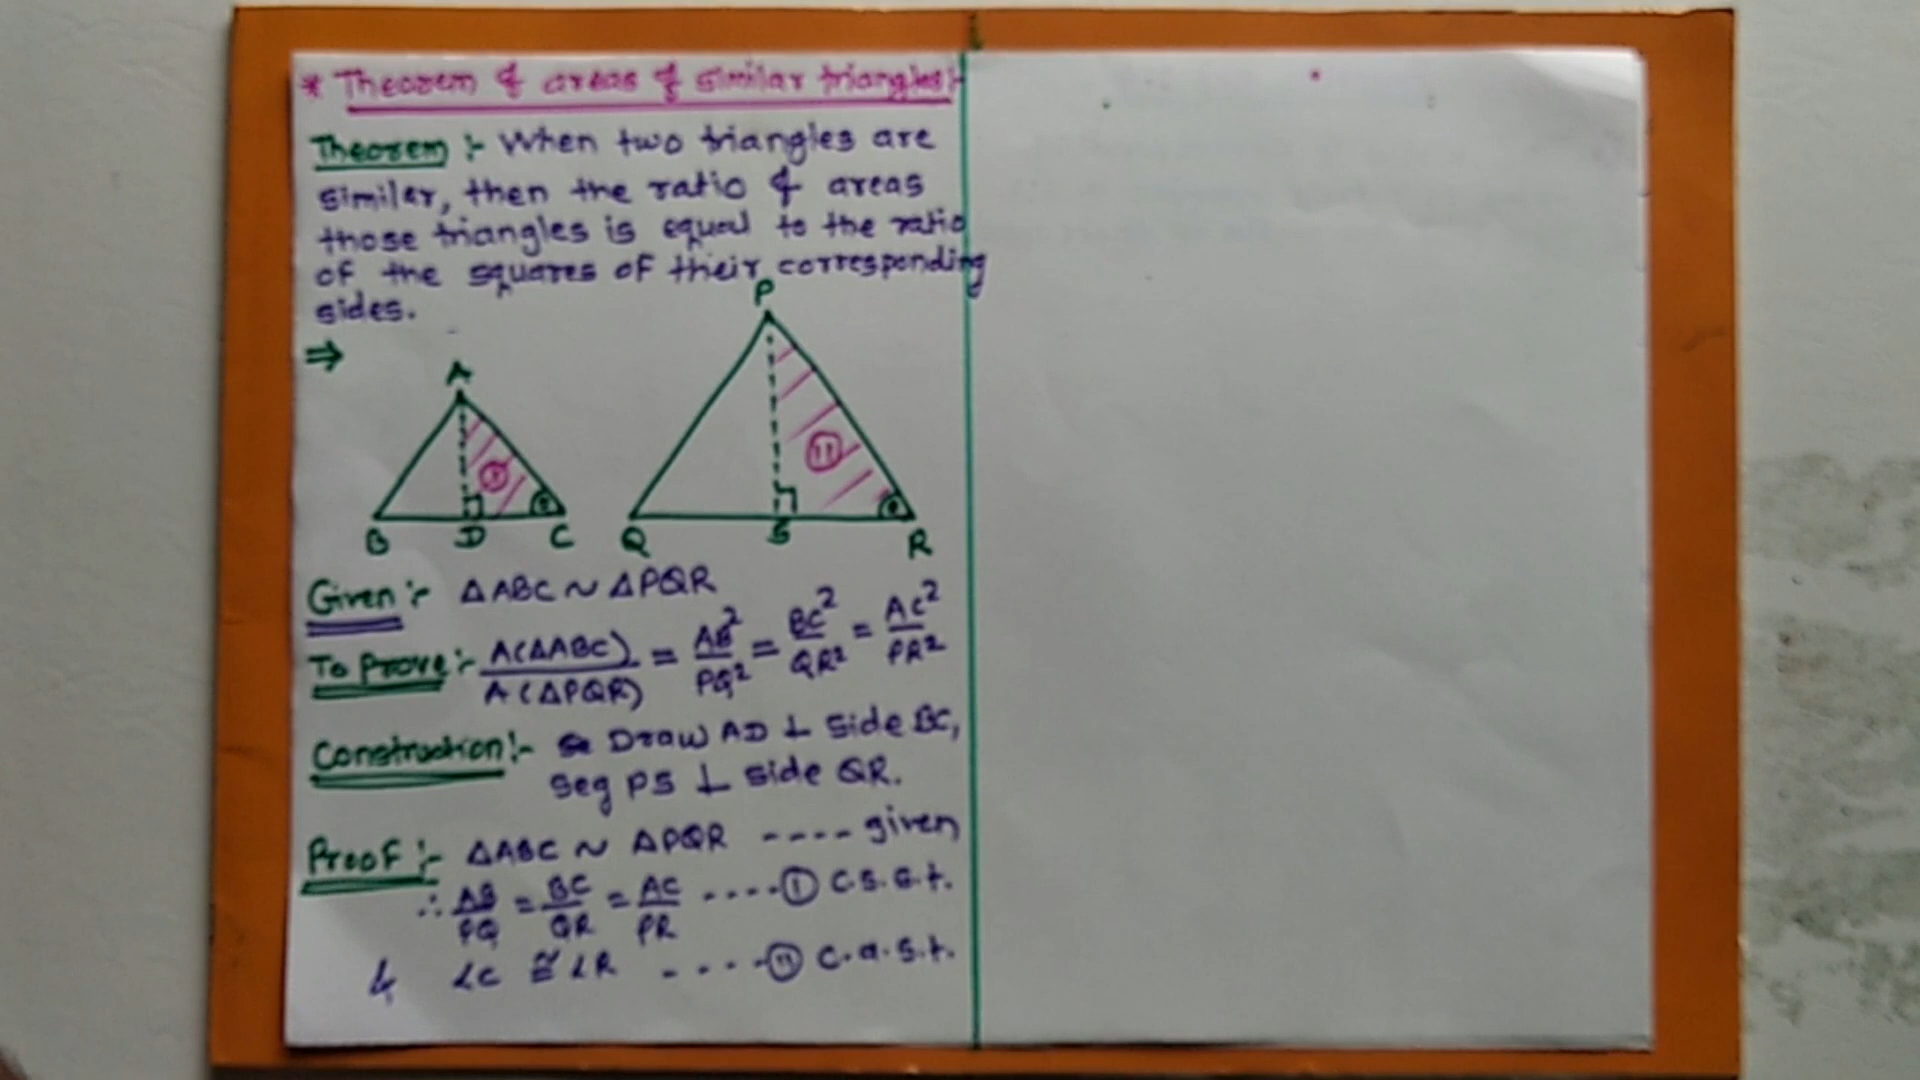 * Theorem of areas of similar triangles:-
Theorem :- When two triangles are
similar, then the ratio of areas
those triangles is equal to the ratio
of the squares of their corresponding
sides.
⇒
P
A
I
II
B D C Q S R
Given :- ΔABC ~ ΔPQR
To Prove :- A(ΔABC)/A(ΔPQR) = AB²/PQ² = BC²/QR² = AC²/PR²
Construction :- Draw AD ⊥ side BC,
seg PS ⊥ side QR.
Proof :- ΔABC ~ ΔPQR ---- given
∴ AB/PQ = BC/QR = AC/PR ---- I c.s.s.t.
& ∠C ≅ ∠R ---- II c.a.s.t.